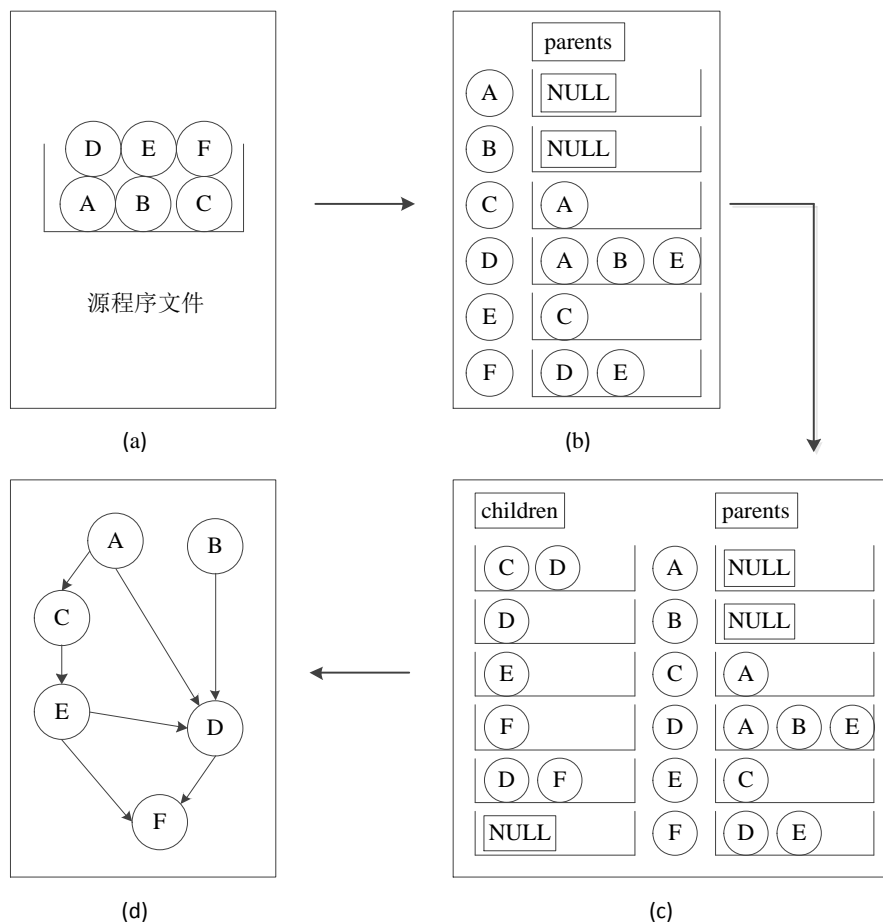 D E F
A B C
源程序文件
(a)
parents
A NULL
B NULL
C A
D A B E
E C
F D E
(b)
children parents
C D A NULL
D B NULL
E C A
F D A B E
D F E C
NULL F D E
(c)
A B
C
E D
F
(d)